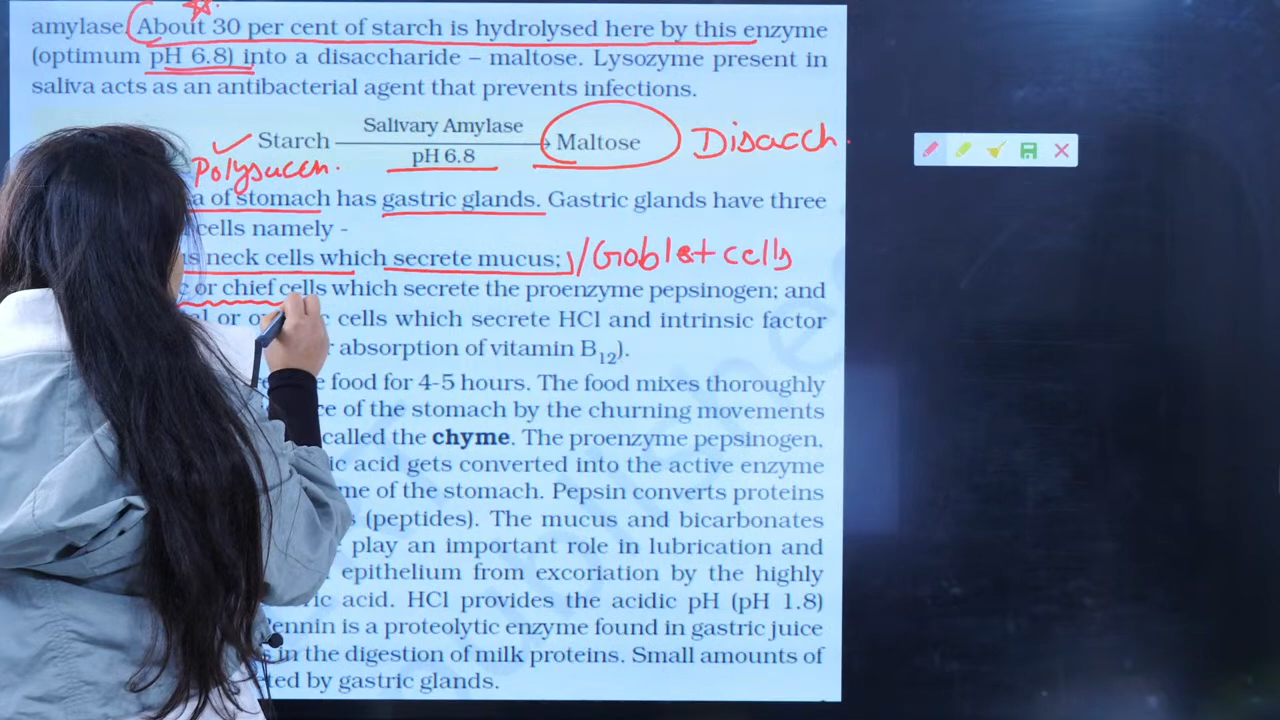 amylase. About 30 per cent of starch is hydrolysed here by this enzyme
(optimum pH 6.8) into a disaccharide – maltose. Lysozyme present in
saliva acts as an antibacterial agent that prevents infections.
Salivary Amylase
Starch Maltose Disacch.
pH 6.8
Polysacch.
of stomach has gastric glands. Gastric glands have three
cells namely -
neck cells which secrete mucus; / Goblet cells
or chief cells which secrete the proenzyme pepsinogen; and
or cells which secrete HCl and intrinsic factor
absorption of vitamin B12).
food for 4-5 hours. The food mixes thoroughly
of the stomach by the churning movements
called the chyme. The proenzyme pepsinogen,
acid gets converted into the active enzyme
of the stomach. Pepsin converts proteins
(peptides). The mucus and bicarbonates
play an important role in lubrication and
epithelium from excoriation by the highly
acid. HCl provides the acidic pH (pH 1.8)
ennin is a proteolytic enzyme found in gastric juice
in the digestion of milk proteins. Small amounts of
by gastric glands.